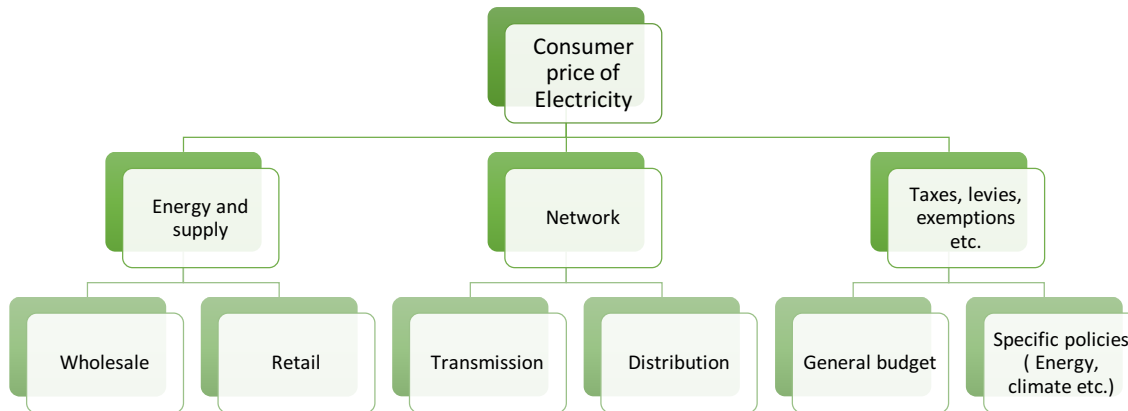 Consumer
price of
Electricity
Energy and
supply
Network
Taxes, levies,
exemptions
etc.
Wholesale
Retail
Transmission
Distribution
General budget
Specific policies
( Energy,
climate etc.)